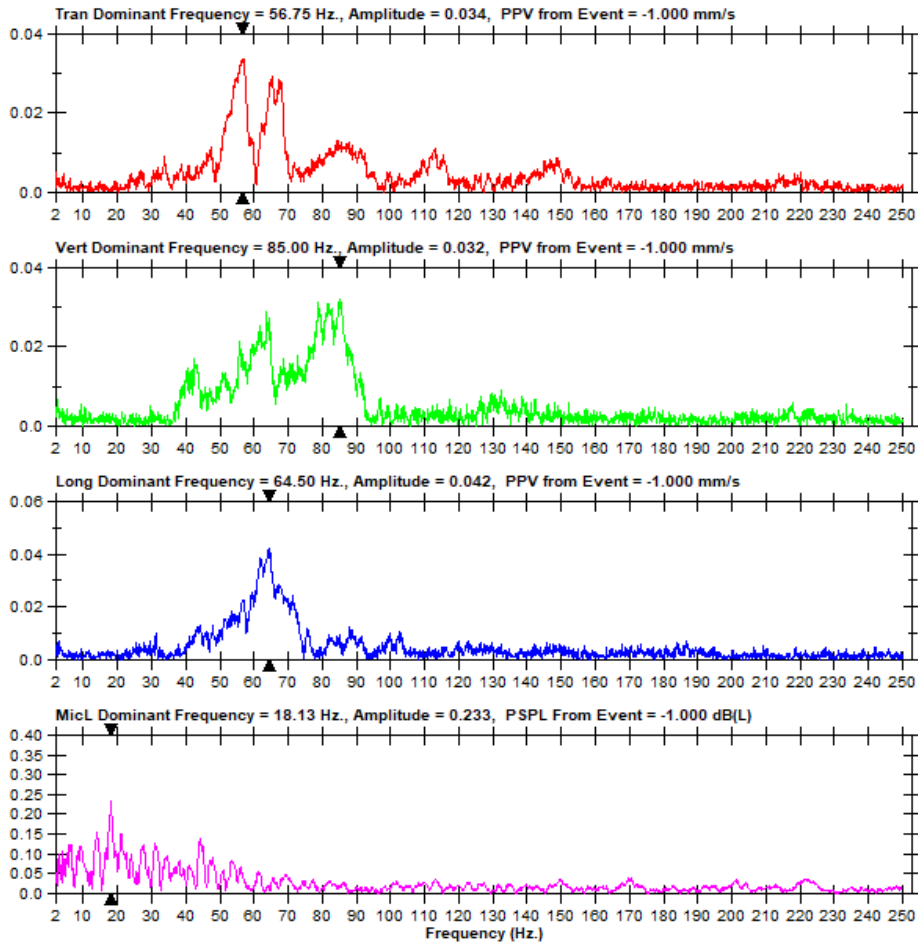 Tran Dominant Frequency = 56.75 Hz., Amplitude = 0.034, PPV from Event = -1.000 mm/s
0.04
0.02
0.0
2 10 20 30 40 50 60 70 80 90 100 110 120 130 140 150 160 170 180 190 200 210 220 230 240 250
Vert Dominant Frequency = 85.00 Hz., Amplitude = 0.032, PPV from Event = -1.000 mm/s
0.04
0.02
0.0
2 10 20 30 40 50 60 70 80 90 100 110 120 130 140 150 160 170 180 190 200 210 220 230 240 250
Long Dominant Frequency = 64.50 Hz., Amplitude = 0.042, PPV from Event = -1.000 mm/s
0.06
0.04
0.02
0.0
2 10 20 30 40 50 60 70 80 90 100 110 120 130 140 150 160 170 180 190 200 210 220 230 240 250
MicL Dominant Frequency = 18.13 Hz., Amplitude = 0.233, PSPL From Event = -1.000 dB(L)
0.40
0.35
0.30
0.25
0.20
0.15
0.10
0.05
0.0
2 10 20 30 40 50 60 70 80 90 100 110 120 130 140 150 160 170 180 190 200 210 220 230 240 250
Frequency (Hz.)